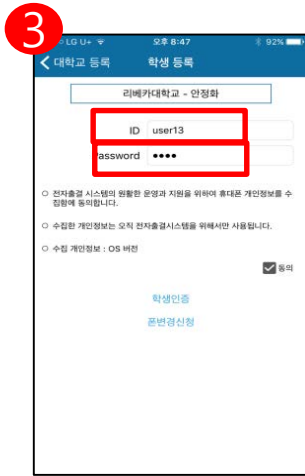 3
LG U+ 오후 8:47 92%
대학교 등록 학생 등록
리베카대학교 - 안정화
ID user13
Password ••••
○ 전자출결 시스템의 원활한 운영과 지원을 위하여 휴대폰 개인정보를 수
집함에 동의합니다.
○ 수집한 개인정보는 오직 전자출결시스템을 위해서만 사용됩니다.
○ 수집 개인정보 : OS 버전
동의
학생인증
폰변경신청